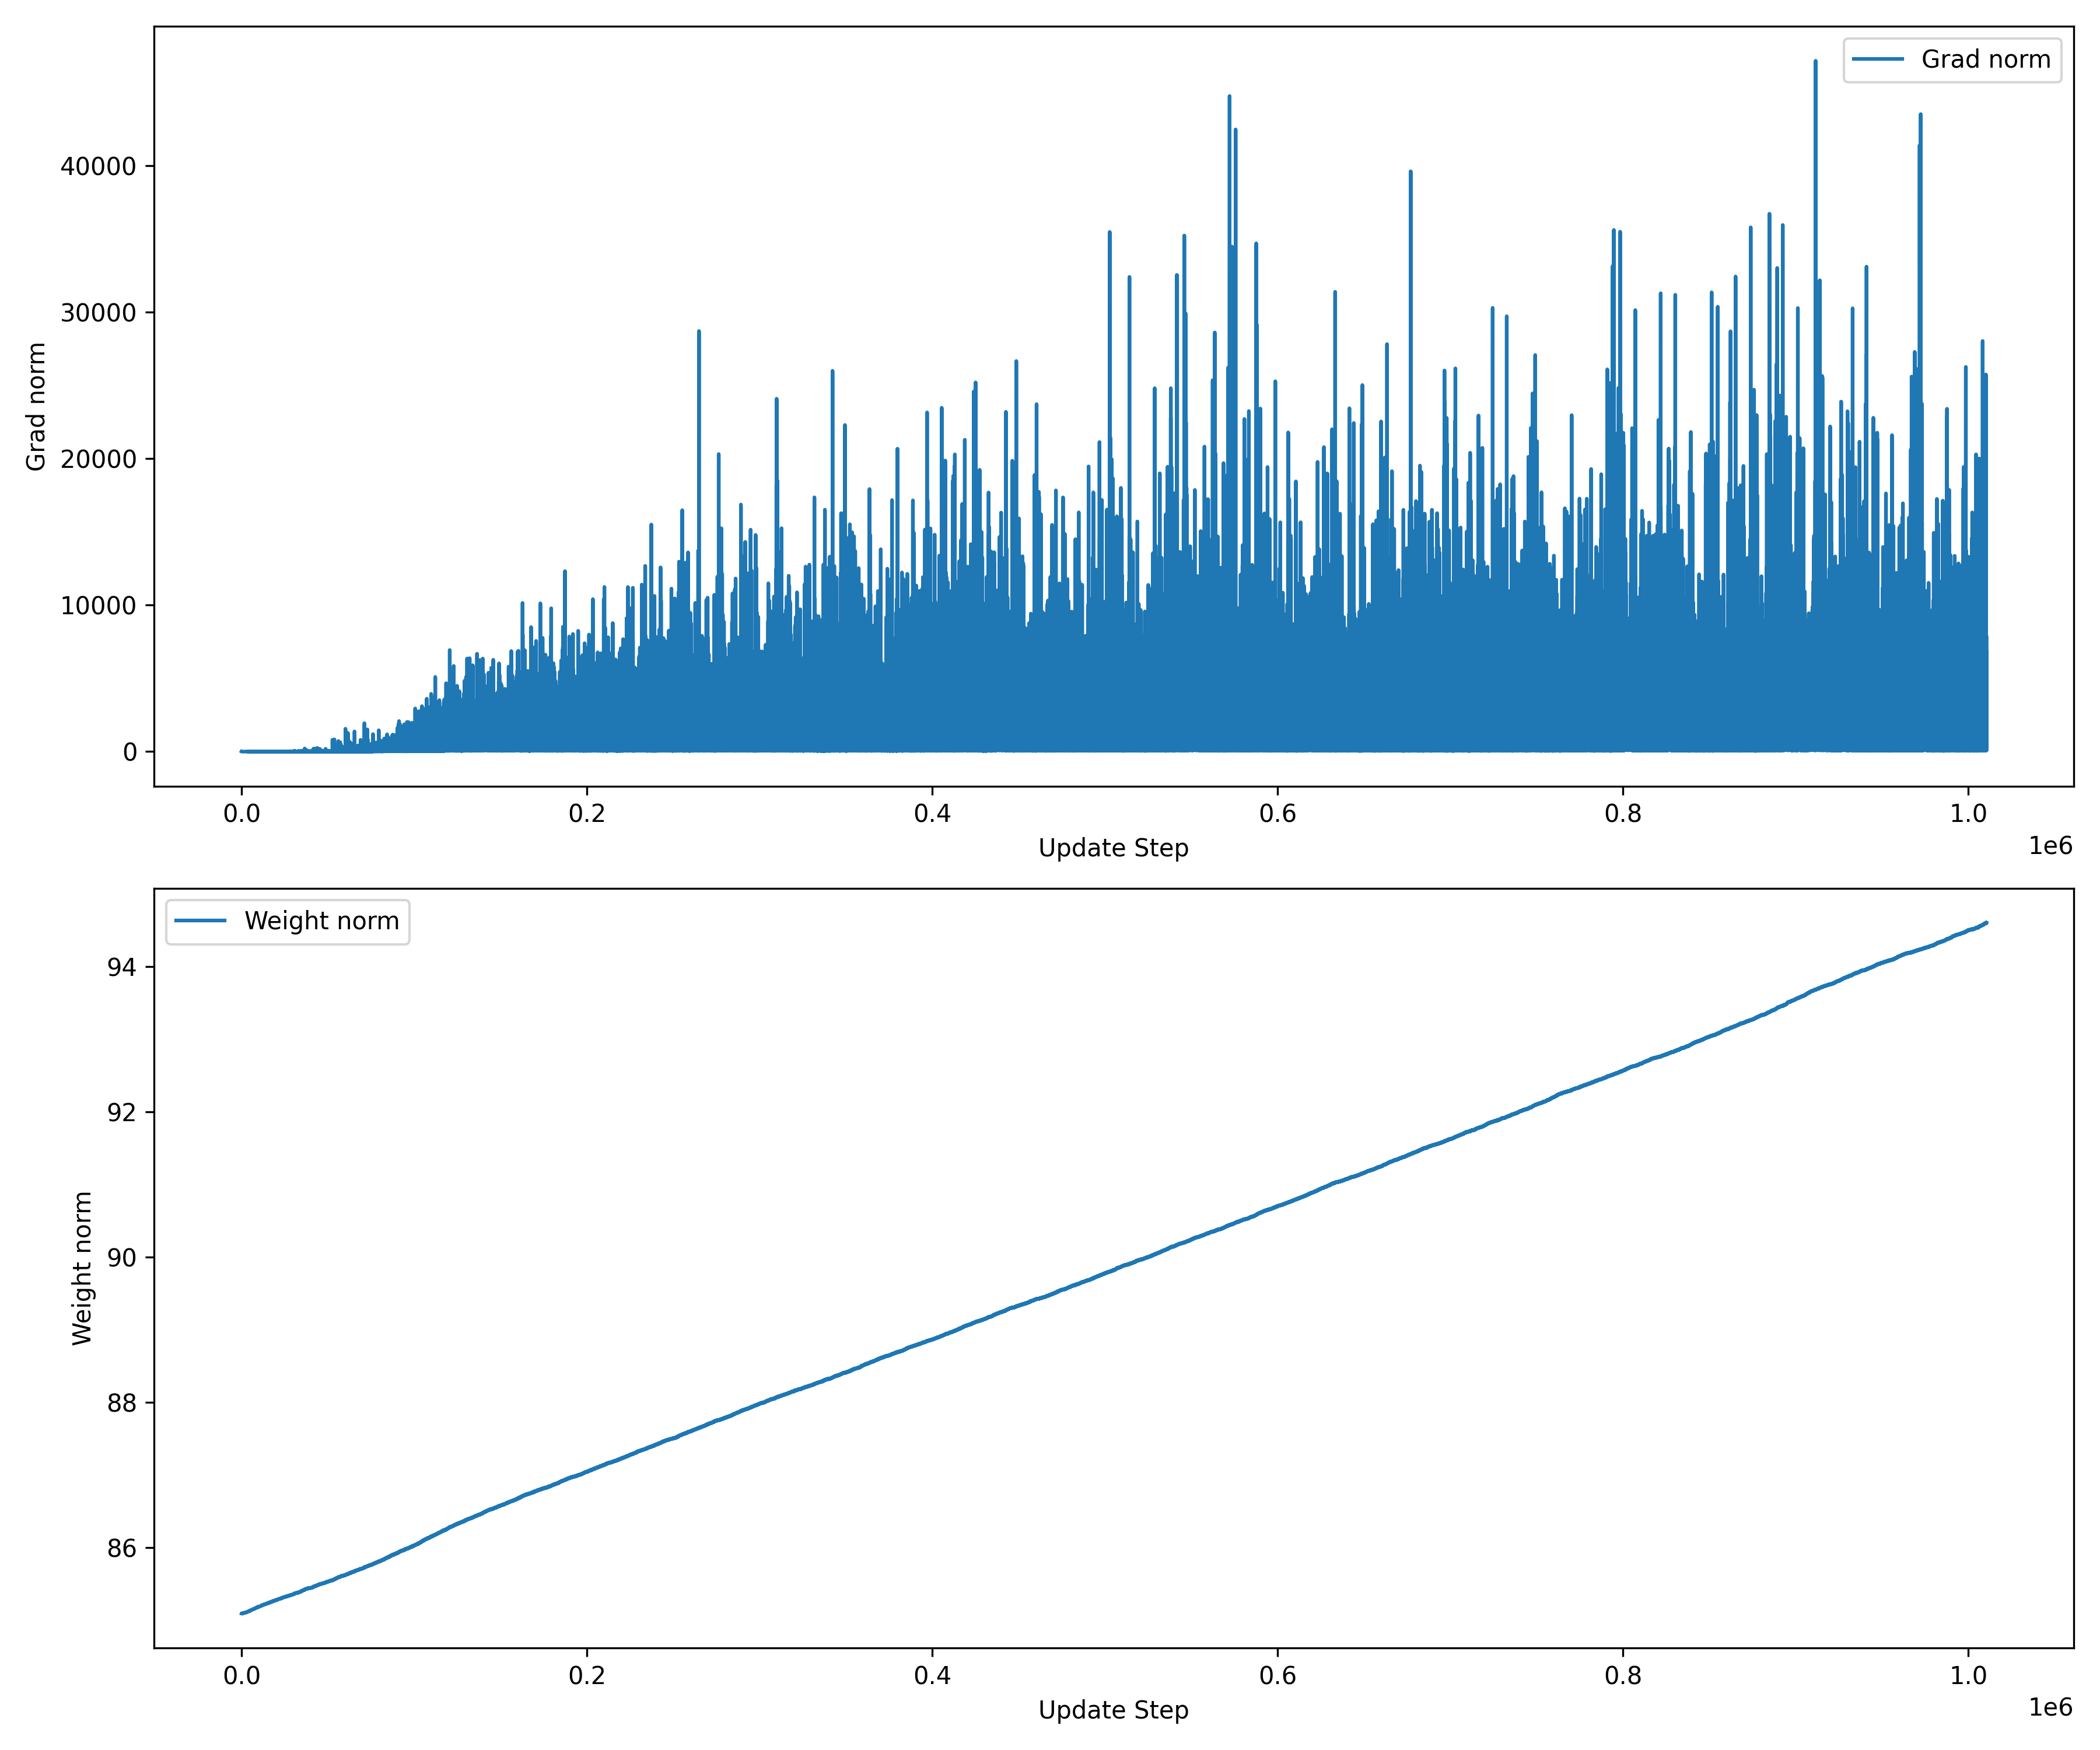 Grad norm
Grad norm
40000
30000
20000
10000
0
0.0 0.2 0.4 0.6 0.8 1.0
Update Step
1e6
Weight norm
Weight norm
94
92
90
88
86
0.0 0.2 0.4 0.6 0.8 1.0
Update Step
1e6